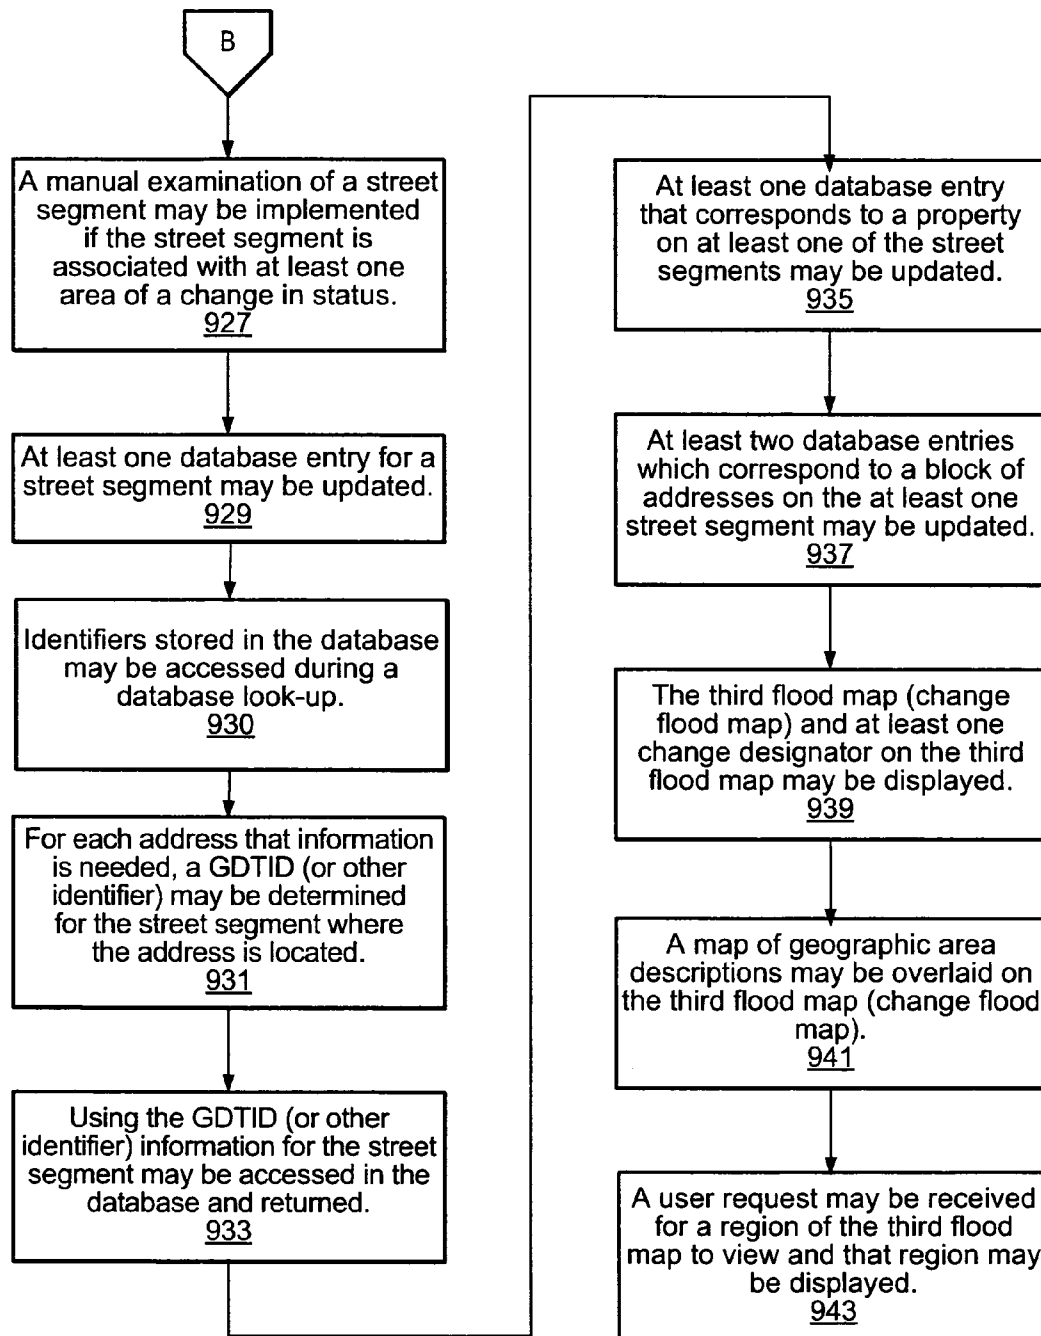 B
A manual examination of a street
segment may be implemented
if the street segment is
associated with at least one
area of a change in status.
927
At least one database entry for a
street segment may be updated.
929
Identifiers stored in the database
may be accessed during a
database look-up.
930
For each address that information
is needed, a GDTID (or other
identifier) may be determined
for the street segment where
the address is located.
931
Using the GDTID (or other
identifier) information for the street
segment may be accessed in the
database and returned.
933
At least one database entry
that corresponds to a property
on at least one of the street
segments may be updated.
935
At least two database entries
which correspond to a block of
addresses on the at least one
street segment may be updated.
937
The third flood map (change
flood map) and at least one
change designator on the third
flood map may be displayed.
939
A map of geographic area
descriptions may be overlaid on
the third flood map (change flood
map).
941
A user request may be received
for a region of the third flood
map to view and that region may
be displayed.
943